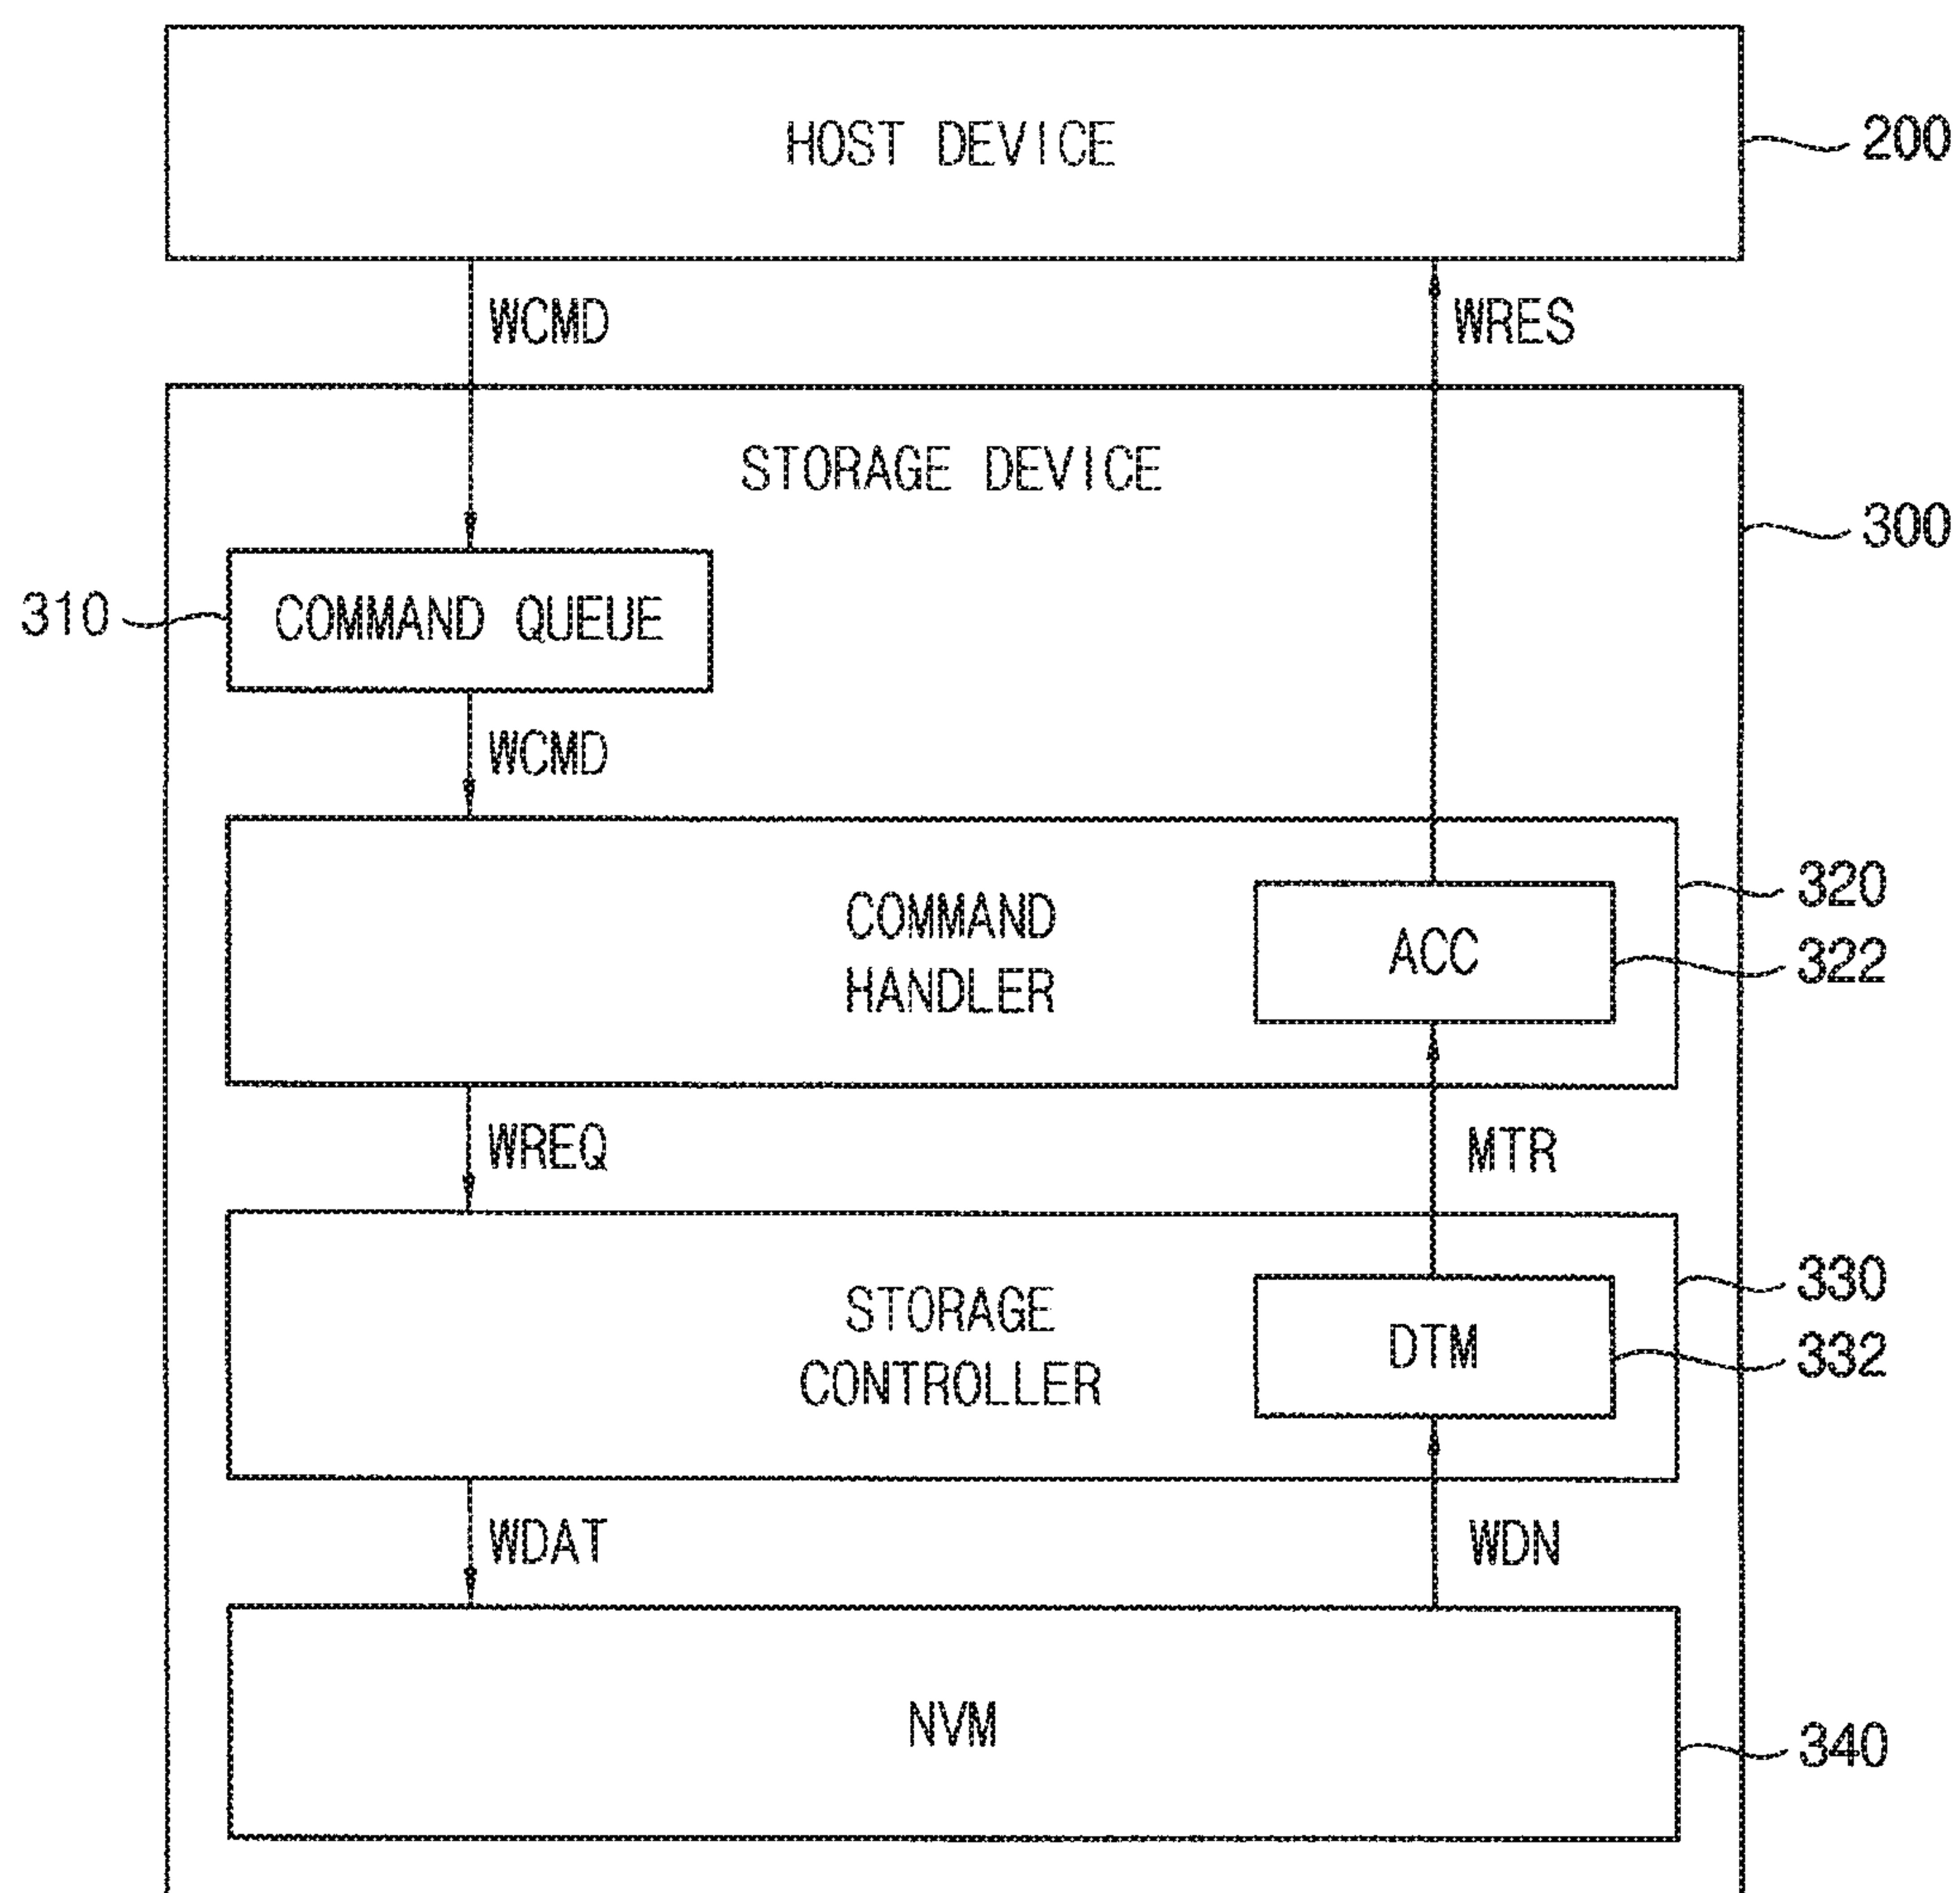 HOST DEVICE
200
WCMD
WRES
STORAGE DEVICE
300
310
COMMAND QUEUE
WCMD
COMMAND
HANDLER
ACC
320
322
WREQ
MTR
STORAGE
CONTROLLER
DTM
330
332
WDAT
WDN
NVM
340